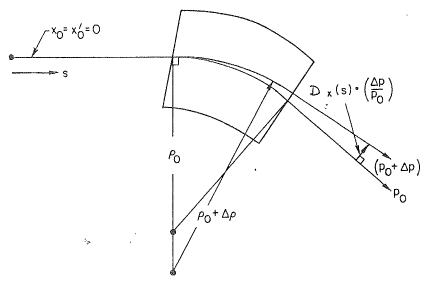 x₀ = x₀′ = 0
s
D x (s) • (Δp/p₀)
(p₀ + Δp)
p₀
ρ₀
ρ₀ + Δρ